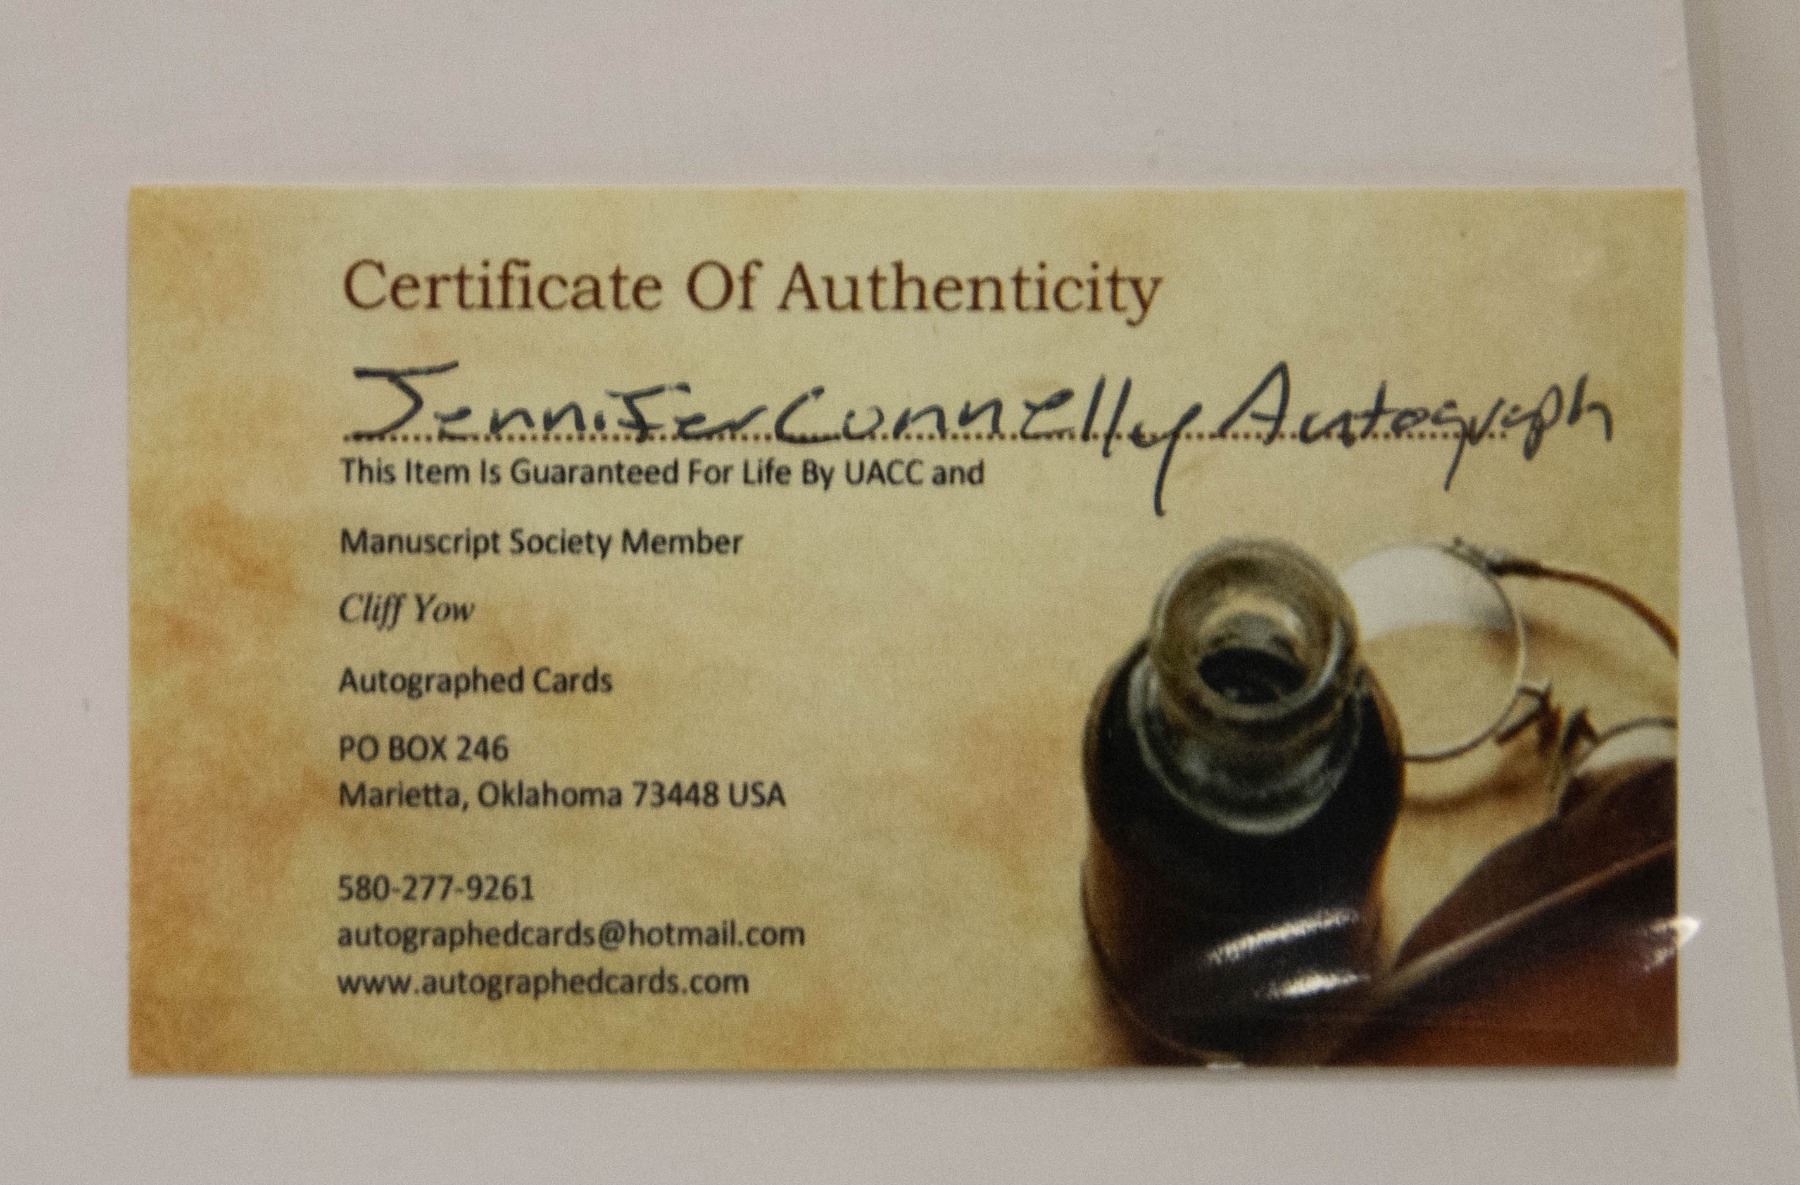 Certificate Of Authenticity
Jennifer Connelly Autograph
This Item Is Guaranteed For Life By UACC and
Manuscript Society Member
Cliff Yow
Autographed Cards
PO BOX 246
Marietta, Oklahoma 73448 USA
580-277-9261
autographedcards@hotmail.com
www.autographedcards.com